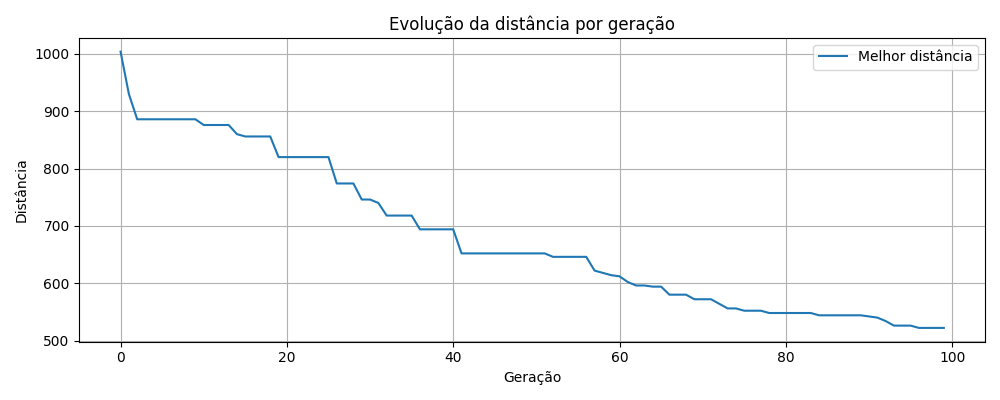 Evolução da distância por geração
Melhor distância
Distância
1000
900
800
700
600
500
0 20 40 60 80 100
Geração